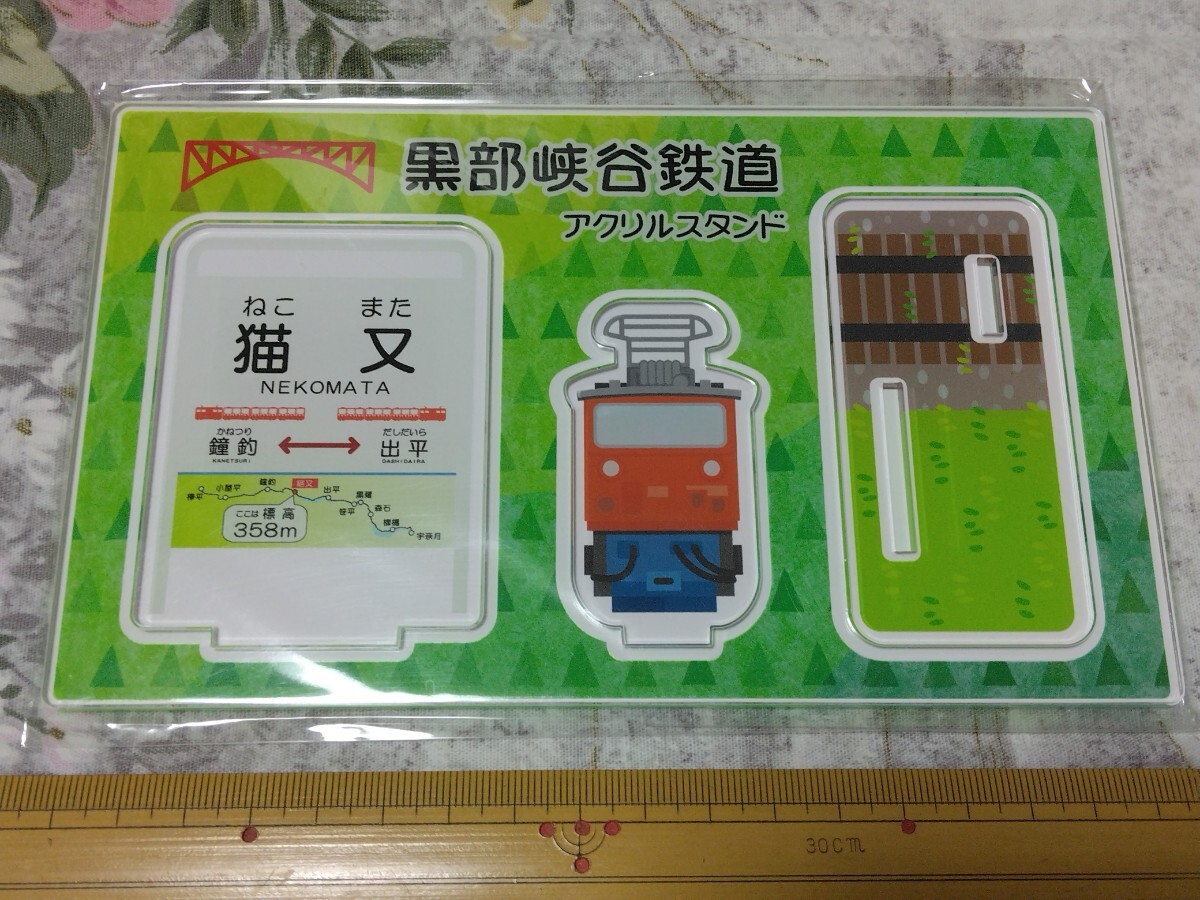 黒部峡谷鉄道
アクリルスタンド
ねこ また
猫 又
NEKOMATA
かねつり だしだいら
鐘釣 出平
KANETSURI DASHIDAIRA
欅平 小屋平 鐘釣 猫又 出平 笹平 黒薙 森石 柳橋 宇奈月
ここは 標高
358m
30cm